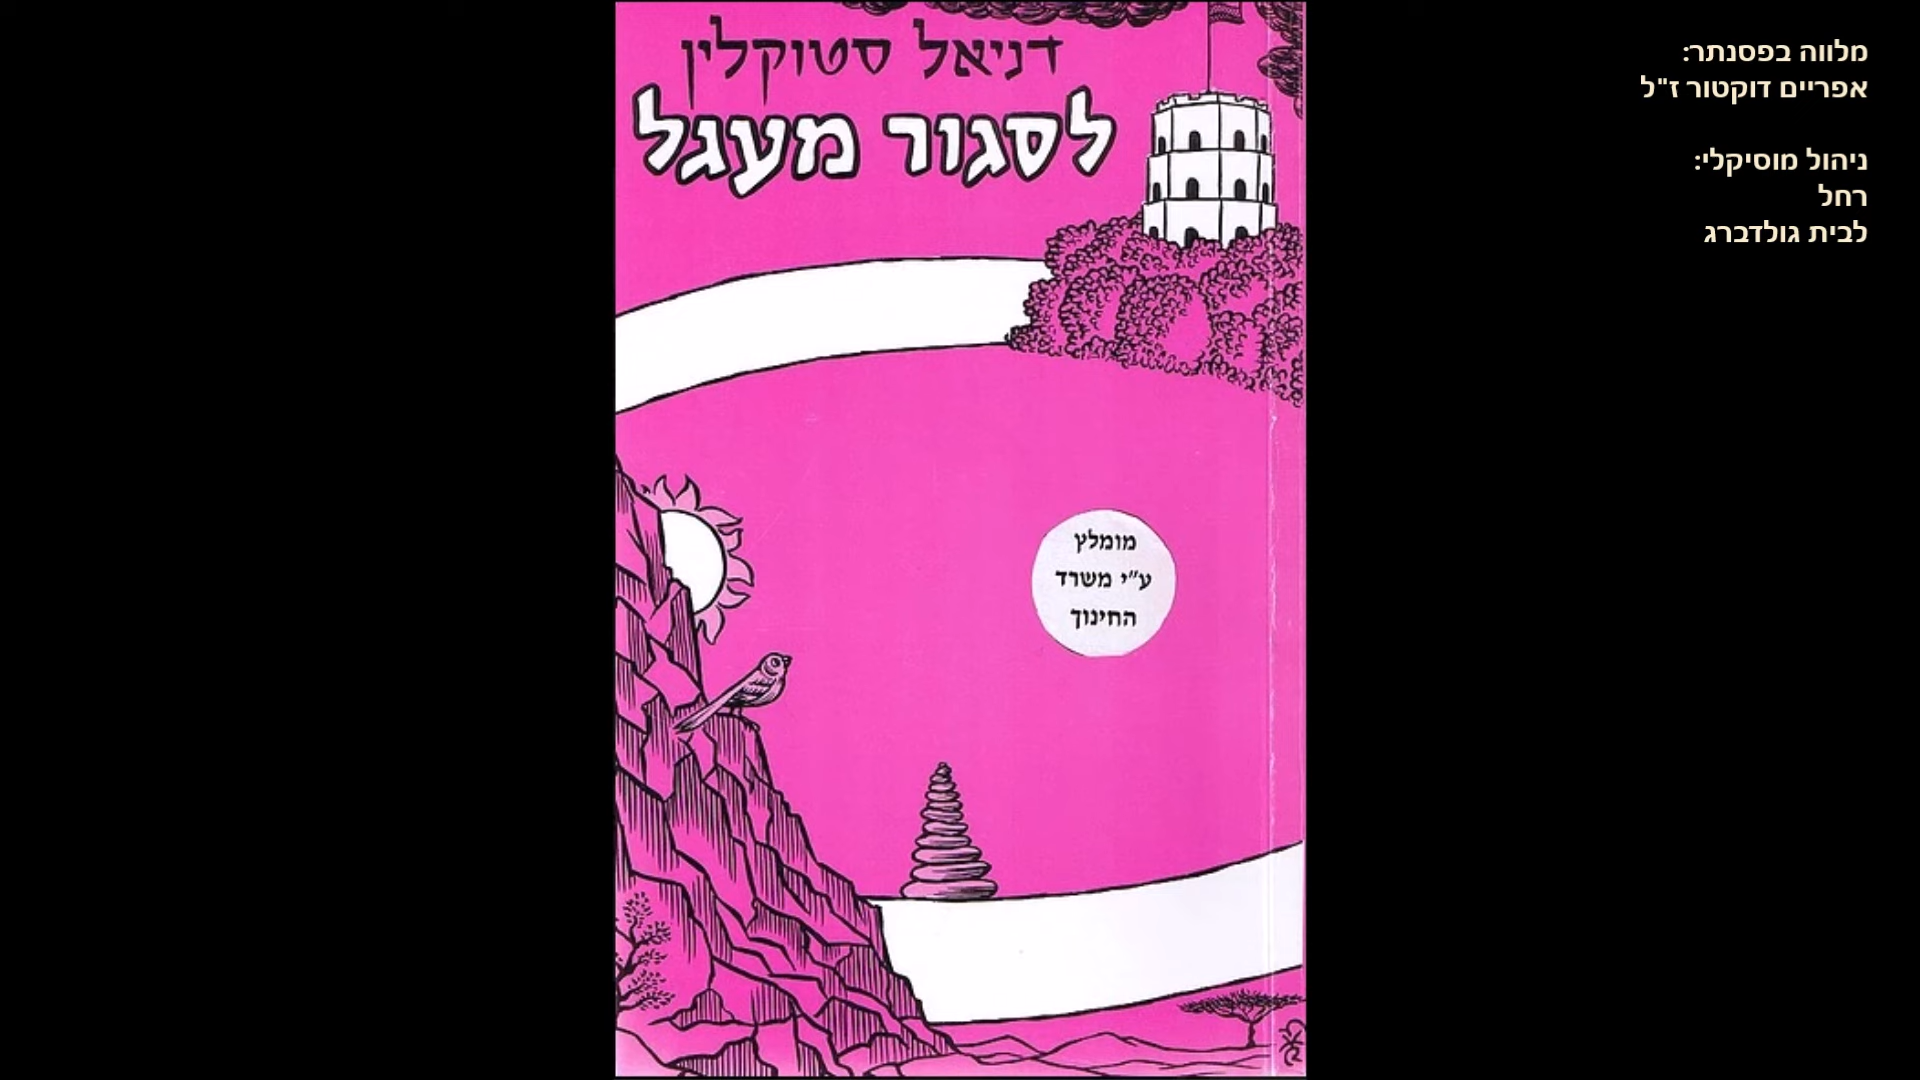 דניאל סטוקלין
לסגור מעגל
מומלץ
ע״י משרד
החינוך
מלווה בפסנתר:
אפריים דוקטור ז"ל
ניהול מוסיקלי:
רחל
לבית גולדברג